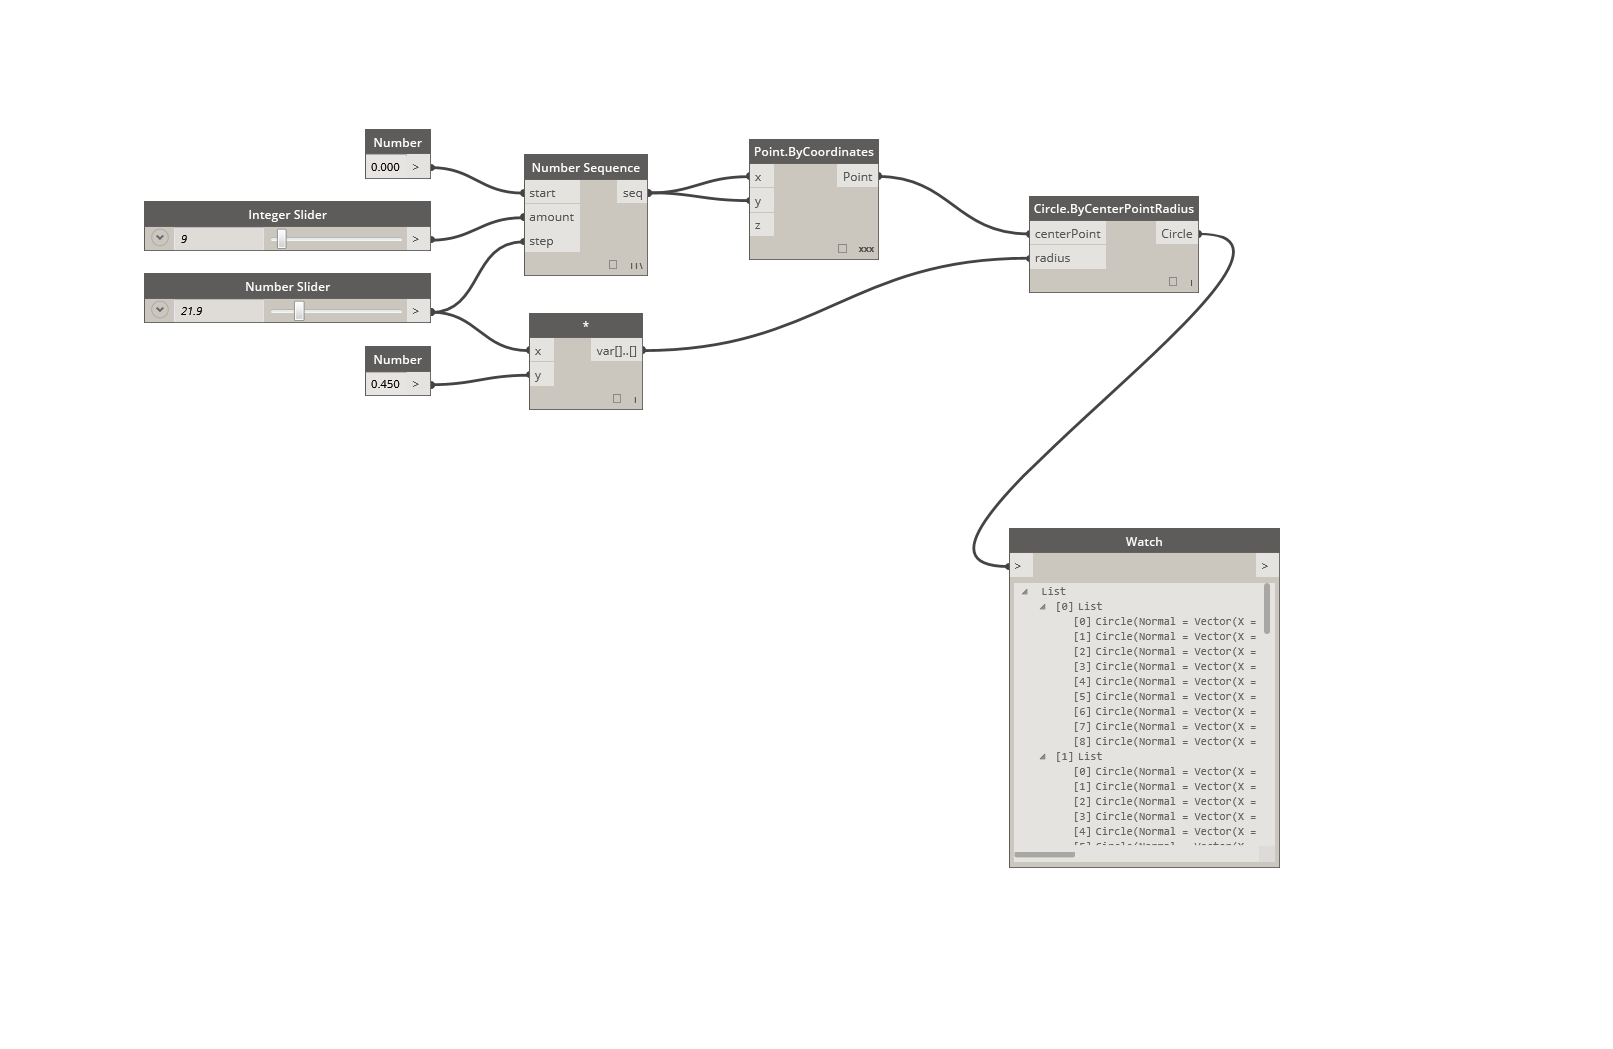 Number
0.000 >
Integer Slider
9 >
Number Slider
21.9 >
Number
0.450 >
Number Sequence
start seq
amount
step
*
x var[]..[]
y
Point.ByCoordinates
x Point
y
z
xxx
Circle.ByCenterPointRadius
centerPoint Circle
radius
Watch
> >
List
[0] List
[0] Circle(Normal = Vector(X =
[1] Circle(Normal = Vector(X =
[2] Circle(Normal = Vector(X =
[3] Circle(Normal = Vector(X =
[4] Circle(Normal = Vector(X =
[5] Circle(Normal = Vector(X =
[6] Circle(Normal = Vector(X =
[7] Circle(Normal = Vector(X =
[8] Circle(Normal = Vector(X =
[1] List
[0] Circle(Normal = Vector(X =
[1] Circle(Normal = Vector(X =
[2] Circle(Normal = Vector(X =
[3] Circle(Normal = Vector(X =
[4] Circle(Normal = Vector(X =